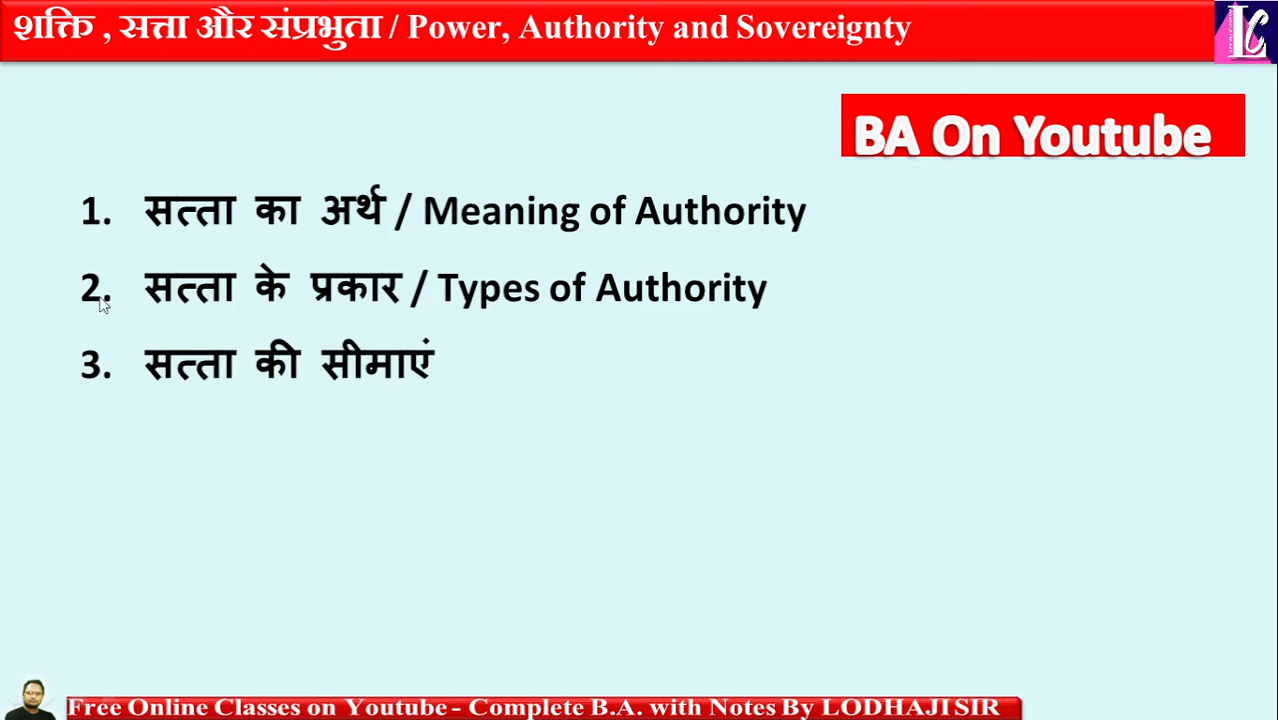 शक्ति , सत्ता और संप्रभुता / Power, Authority and Sovereignty
LC
BA On Youtube
1. सत्ता का अर्थ / Meaning of Authority
2. सत्ता के प्रकार / Types of Authority
3. सत्ता की सीमाएं
Free Online Classes on Youtube - Complete B.A. with Notes By LODHAJI SIR